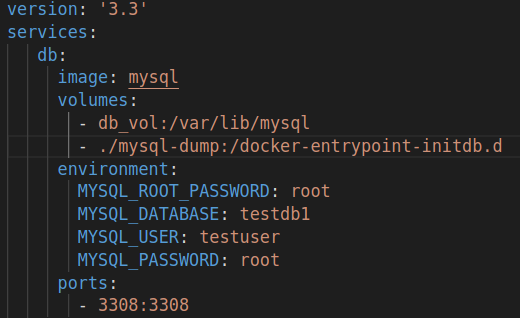 version: '3.3'
services:
db:
image: mysql
volumes:
- db_vol:/var/lib/mysql
- ./mysql-dump:/docker-entrypoint-initdb.d
environment:
MYSQL_ROOT_PASSWORD: root
MYSQL_DATABASE: testdb1
MYSQL_USER: testuser
MYSQL_PASSWORD: root
ports:
- 3308:3308